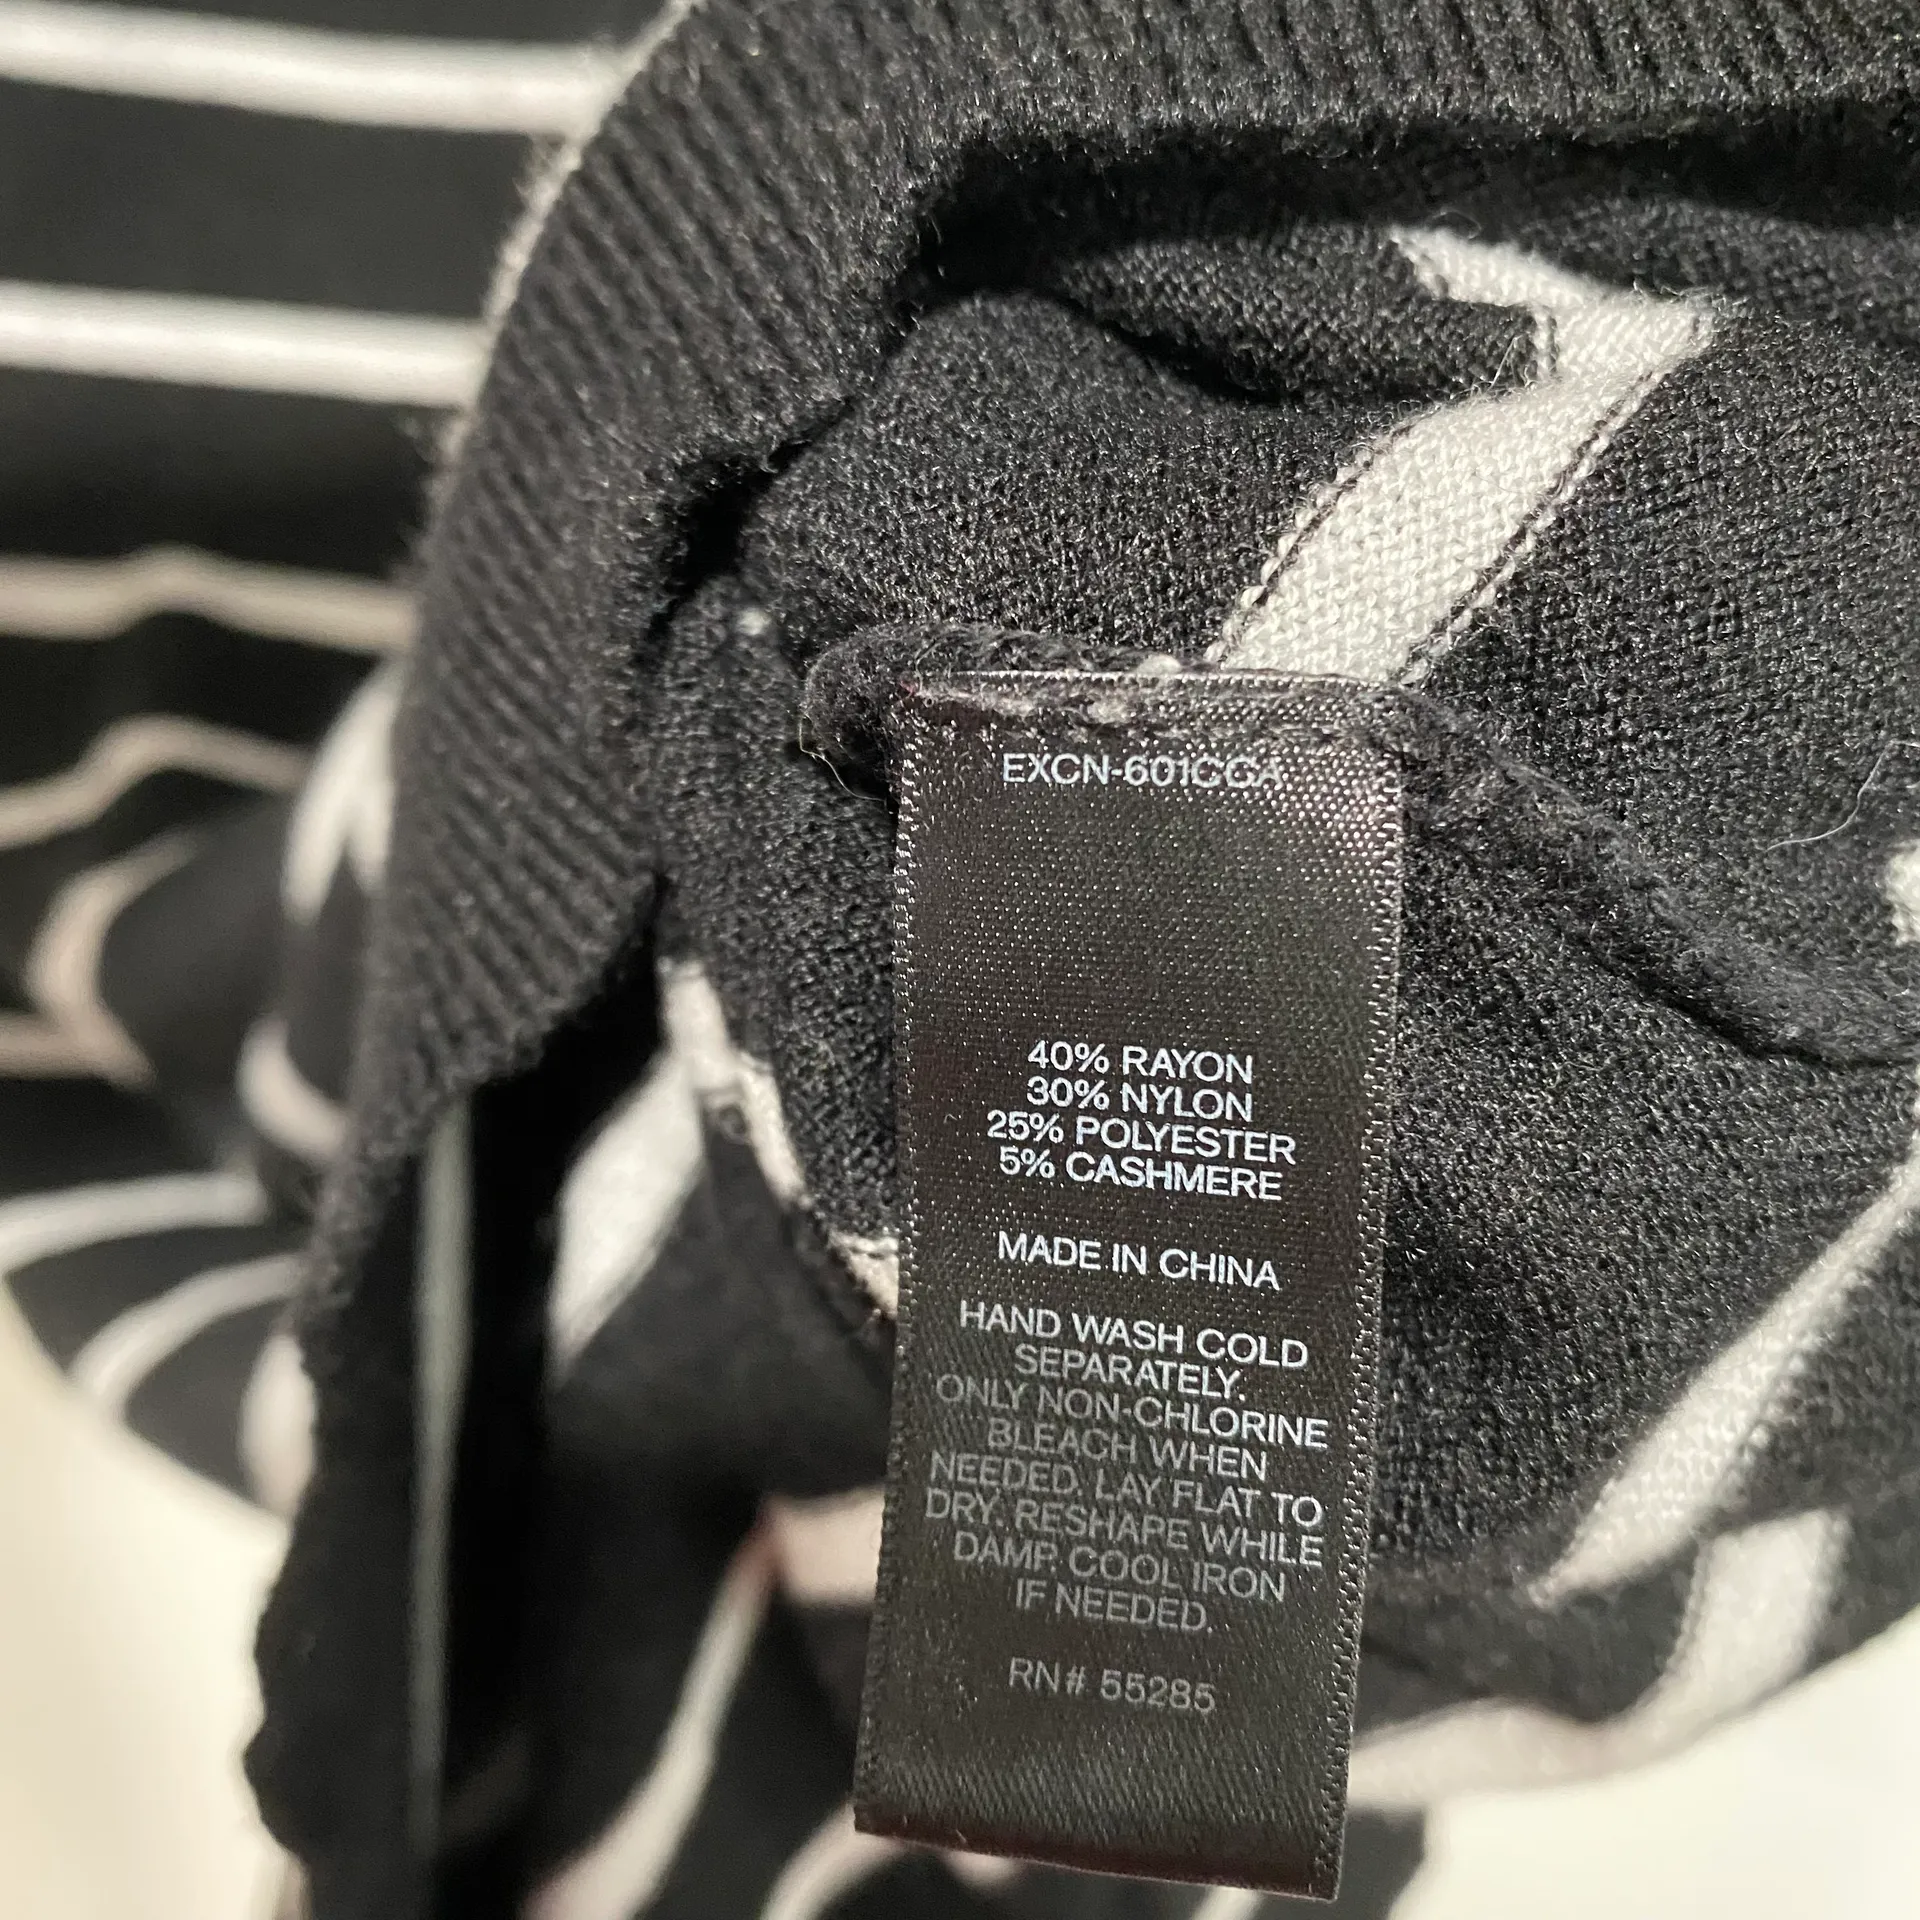 EXCN-601CCA
40% RAYON
30% NYLON
25% POLYESTER
5% CASHMERE
MADE IN CHINA
HAND WASH COLD
SEPARATELY.
ONLY NON-CHLORINE
BLEACH WHEN
NEEDED. LAY FLAT TO
DRY. RESHAPE WHILE
DAMP. COOL IRON
IF NEEDED.
RN# 55285